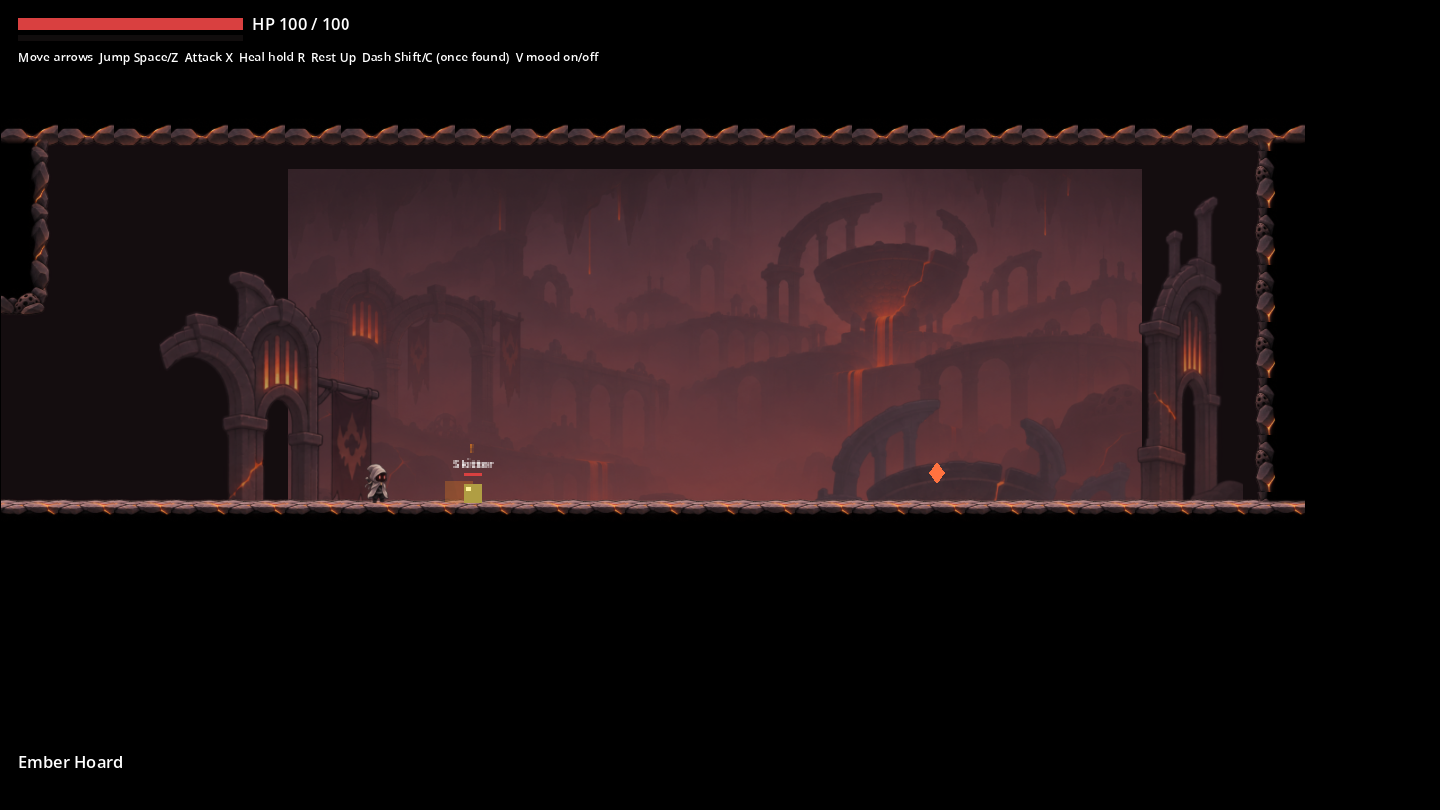 HP 100 / 100
Move arrows  Jump Space/Z  Attack X  Heal hold R  Rest Up  Dash Shift/C (once found)  V mood on/off
Skitter
Ember Hoard